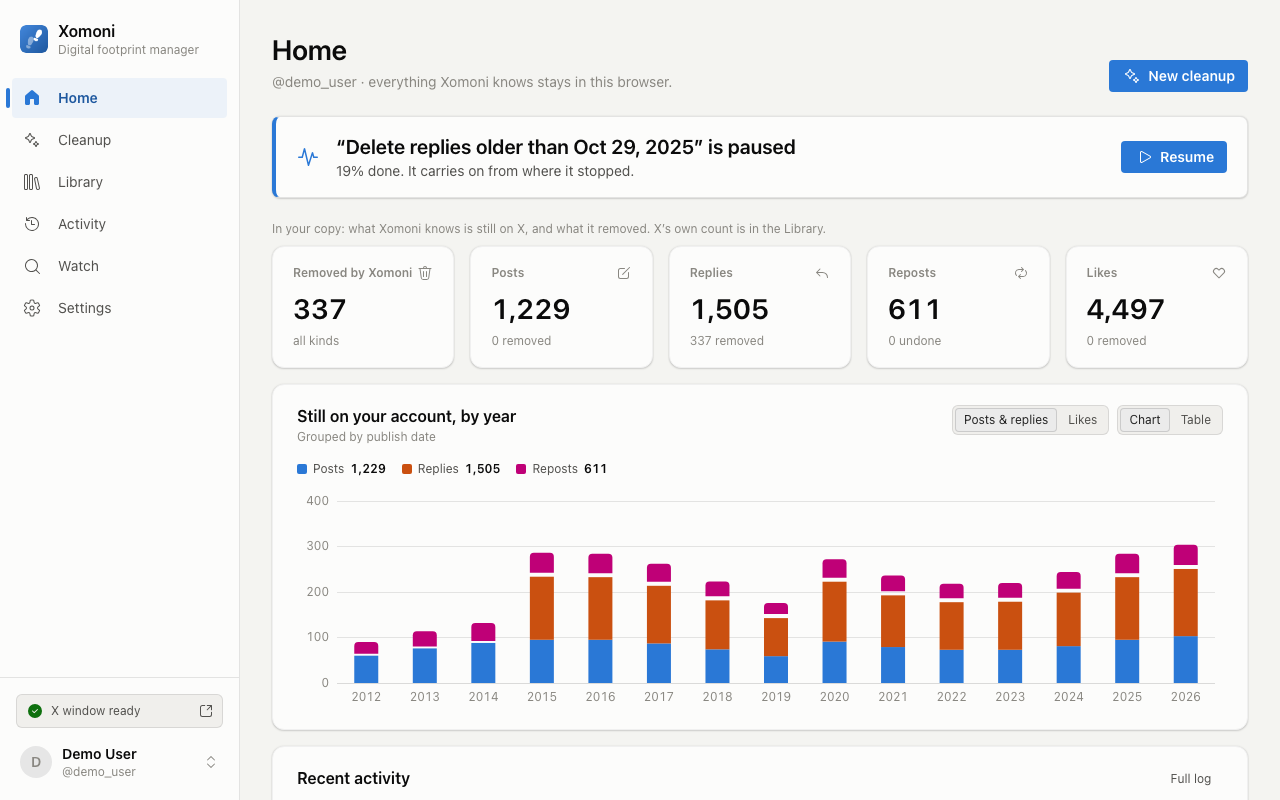 Xomoni
Digital footprint manager
Home
Cleanup
Library
Activity
Watch
Settings
X window ready
D
Demo User
@demo_user
Home
@demo_user · everything Xomoni knows stays in this browser.
New cleanup
“Delete replies older than Oct 29, 2025” is paused
19% done. It carries on from where it stopped.
Resume
In your copy: what Xomoni knows is still on X, and what it removed. X’s own count is in the Library.
Removed by Xomoni
337
all kinds
Posts
1,229
0 removed
Replies
1,505
337 removed
Reposts
611
0 undone
Likes
4,497
0 removed
Still on your account, by year
Grouped by publish date
Posts & replies Likes
Chart Table
Posts 1,229 Replies 1,505 Reposts 611
400
300
200
100
0
2012 2013 2014 2015 2016 2017 2018 2019 2020 2021 2022 2023 2024 2025 2026
Recent activity
Full log